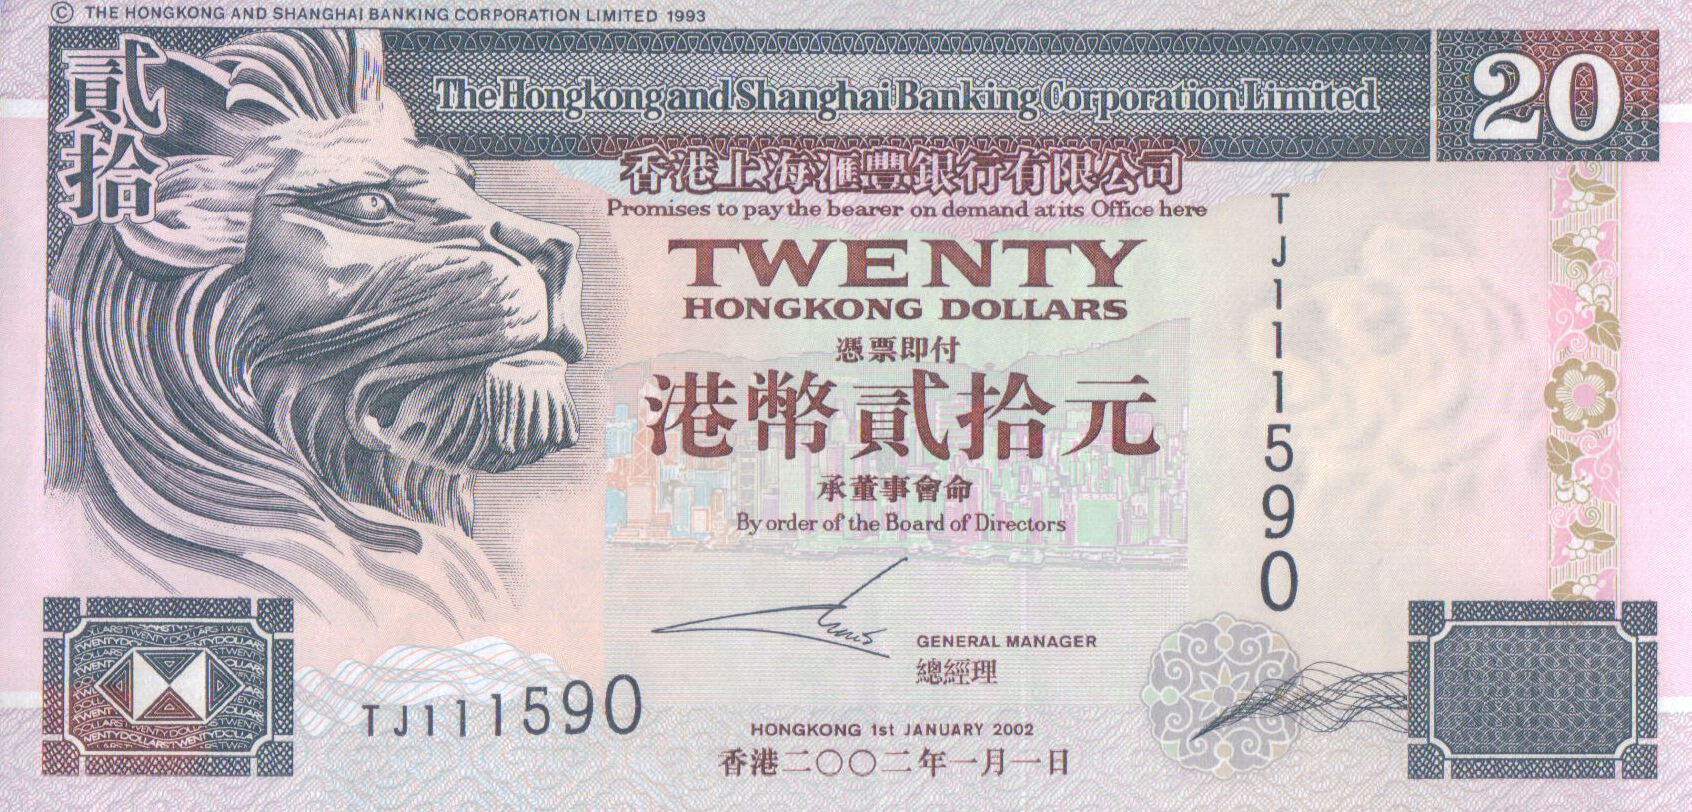 © THE HONGKONG AND SHANGHAI BANKING CORPORATION LIMITED 1993
貳拾
The Hongkong and Shanghai Banking Corporation Limited
20
香港上海滙豐銀行有限公司
Promises to pay the bearer on demand at its Office here
TWENTY
HONGKONG DOLLARS
憑票即付
港幣貳拾元
承董事會命
By order of the Board of Directors
TJ111590
GENERAL MANAGER
總經理
TJ111590
HONGKONG 1st JANUARY 2002
香港二〇〇二年一月一日